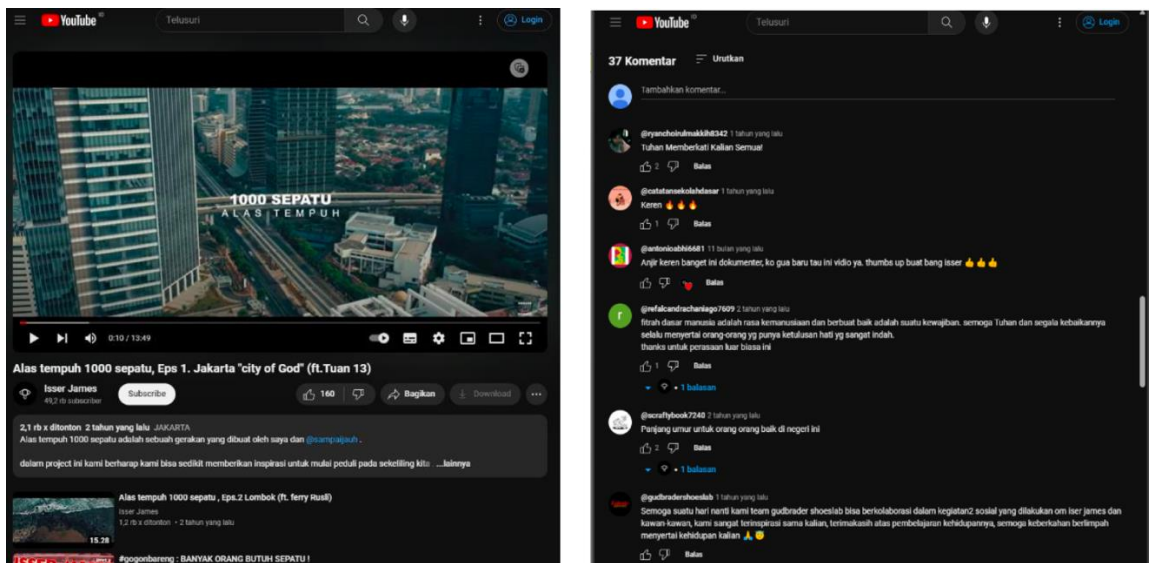 YouTube ID
Telusuri
Login
1000 SEPATU
ALAS TEMPUH
0:10 / 13:49
Alas tempuh 1000 sepatu, Eps 1. Jakarta "city of God" (ft.Tuan 13)
Isser James
49,2 rb subscriber
Subscribe
160
Bagikan
Download
2,1 rb x ditonton 2 tahun yang lalu JAKARTA
Alas tempuh 1000 sepatu adalah sebuah gerakan yang dibuat oleh saya dan @sampaijauh .
dalam project ini kami berharap kami bisa sedikit memberikan inspirasi untuk mulai peduli pada sekeliling kita ...lainnya
Alas tempuh 1000 sepatu , Eps.2 Lombok (ft. ferry Rusli)
Isser James
1,2 rb x ditonton • 2 tahun yang lalu
15.28
#gogonbareng : BANYAK ORANG BUTUH SEPATU !
YouTube ID
Telusuri
Login
37 Komentar
Urutkan
Tambahkan komentar...
@ryanchoirulmakkih8342 1 tahun yang lalu
Tuhan Memberkati Kalian Semua!
2 Balas
@catatansekolahdasar 1 tahun yang lalu
Keren 🔥🔥🔥
1 Balas
@antonioabhi6681 11 bulan yang lalu
Anjir keren banget ini dokumenter, ko gua baru tau ini vidio ya. thumbs up buat bang isser 👍👍👍
Balas
@refalcandrachaniago7609 2 tahun yang lalu
fitrah dasar manusia adalah rasa kemanusiaan dan berbuat baik adalah suatu kewajiban. semoga Tuhan dan segala kebaikannya
selalu menyertai orang-orang yg punya ketulusan hati yg sangat indah.
thanks untuk perasaan luar biasa ini
1 Balas
• 1 balasan
@scraftybook7240 2 tahun yang lalu
Panjang umur untuk orang orang baik di negeri ini
2 Balas
• 1 balasan
@gudbradershoeslab 1 tahun yang lalu
Semoga suatu hari nanti kami team gudbrader shoeslab bisa berkolaborasi dalam kegiatan2 sosial yang dilakukan om iser james dan
kawan-kawan, kami sangat terinspirasi sama kalian, terimakasih atas pembelajaran kehidupannya, semoga keberkahan berlimpah
menyertai kehidupan kalian 🙏😇
Balas